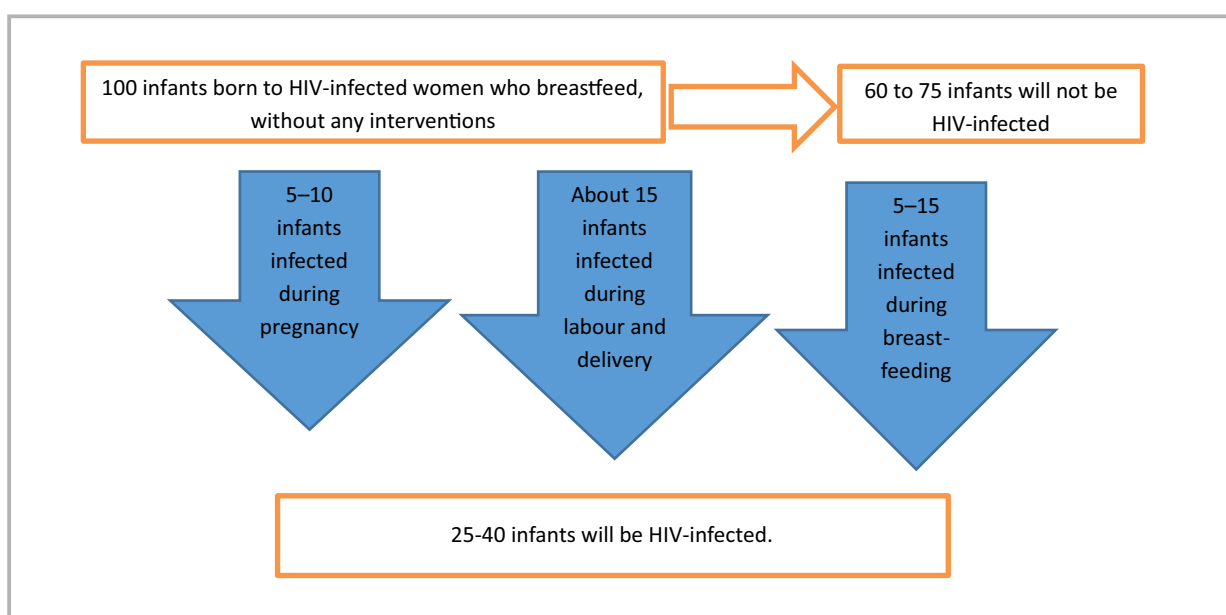 100 infants born to HIV-infected women who breastfeed,
without any interventions
60 to 75 infants will not be
HIV-infected
5–10
infants
infected
during
pregnancy
About 15
infants
infected
during
labour and
delivery
5–15
infants
infected
during
breast-
feeding
25-40 infants will be HIV-infected.